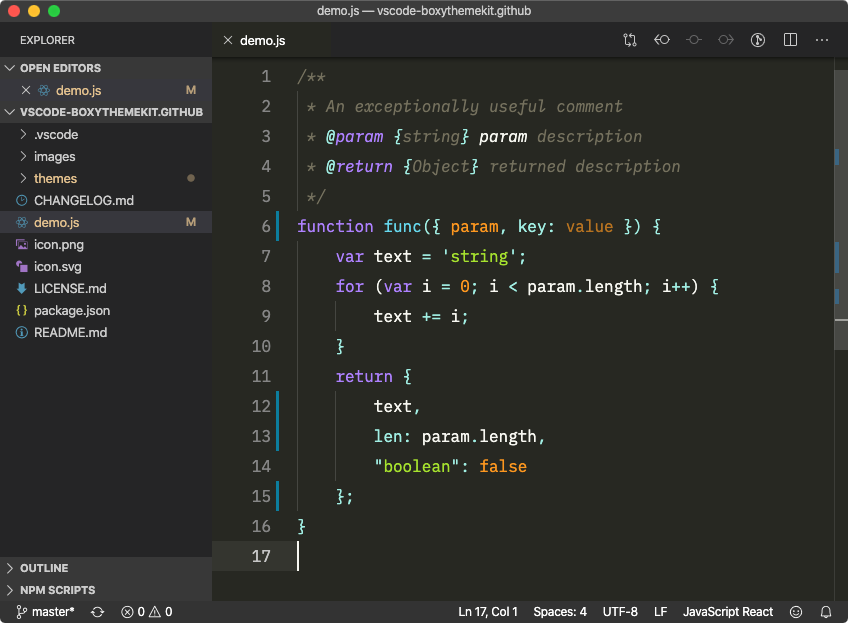 demo.js — vscode-boxythemekit.github
EXPLORER
OPEN EDITORS
demo.js M
VSCODE-BOXYTHEMEKIT.GITHUB
.vscode
images
themes
CHANGELOG.md
demo.js M
icon.png
icon.svg
LICENSE.md
{} package.json
README.md
OUTLINE
NPM SCRIPTS
demo.js
1 /**
2  * An exceptionally useful comment
3  * @param {string} param description
4  * @return {Object} returned description
5  */
6 function func({ param, key: value }) {
7     var text = 'string';
8     for (var i = 0; i < param.length; i++) {
9         text += i;
10     }
11     return {
12         text,
13         len: param.length,
14         "boolean": false
15     };
16 }
17
master* 0 0 Ln 17, Col 1 Spaces: 4 UTF-8 LF JavaScript React